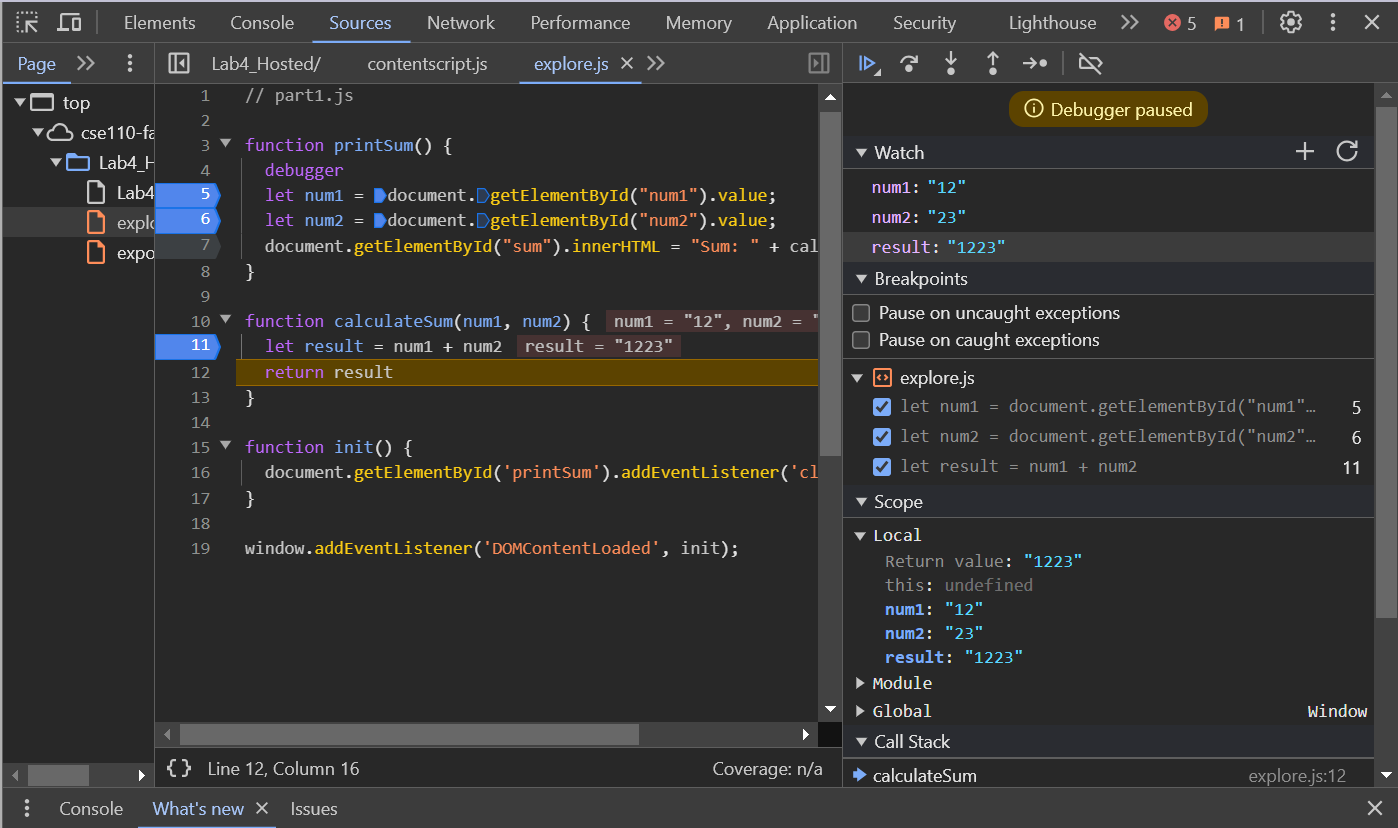 Elements Console Sources Network Performance Memory Application Security Lighthouse 5 1
Page
top
cse110-fa
Lab4_H
Lab4
explo
expo
Lab4_Hosted/ contentscript.js explore.js
1 // part1.js
2
3 function printSum() {
4 debugger
5 let num1 = document.getElementById("num1").value;
6 let num2 = document.getElementById("num2").value;
7 document.getElementById("sum").innerHTML = "Sum: " + cal
8 }
9
10 function calculateSum(num1, num2) { num1 = "12", num2 = "
11 let result = num1 + num2 result = "1223"
12 return result
13 }
14
15 function init() {
16 document.getElementById('printSum').addEventListener('cl
17 }
18
19 window.addEventListener('DOMContentLoaded', init);
{} Line 12, Column 16 Coverage: n/a
Debugger paused
Watch
num1: "12"
num2: "23"
result: "1223"
Breakpoints
Pause on uncaught exceptions
Pause on caught exceptions
explore.js
let num1 = document.getElementById("num1"… 5
let num2 = document.getElementById("num2"… 6
let result = num1 + num2 11
Scope
Local
Return value: "1223"
this: undefined
num1: "12"
num2: "23"
result: "1223"
Module
Global Window
Call Stack
calculateSum explore.js:12
Console What's new Issues